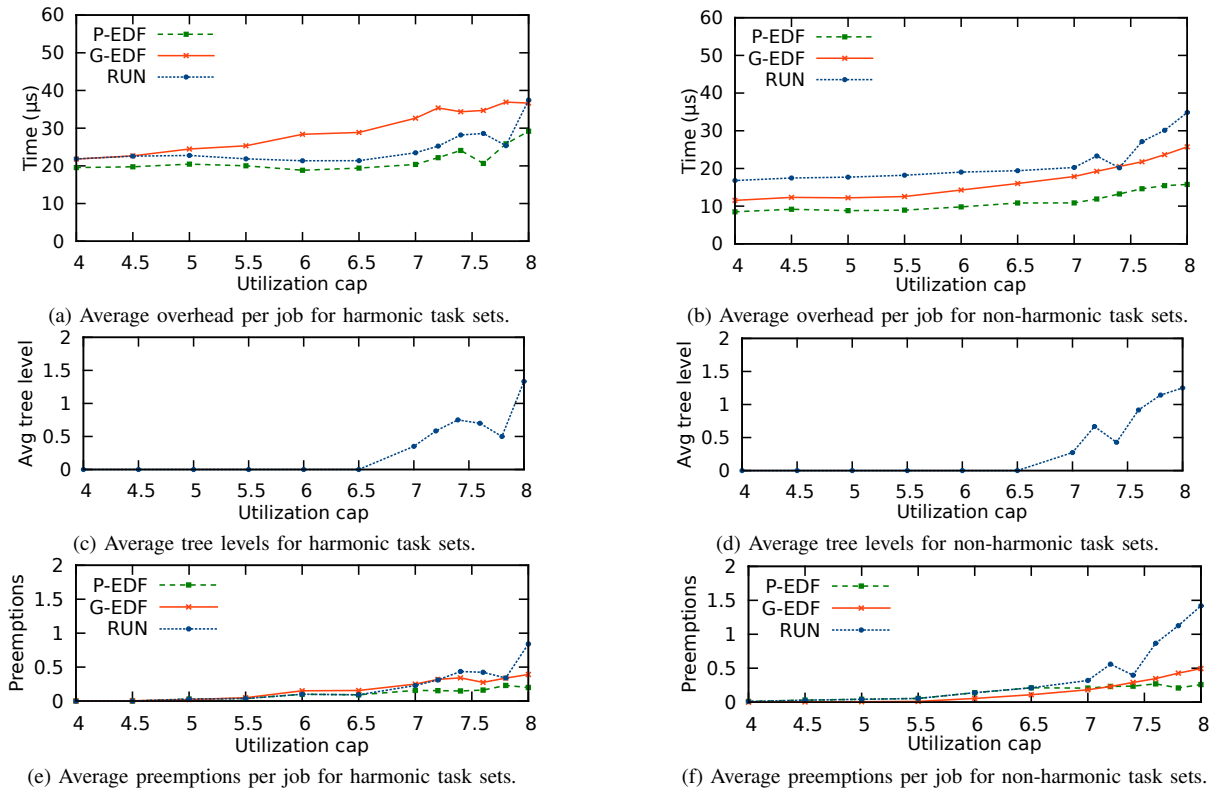 60
50
40
30
20
10
0
Time (µs)
P-EDF
G-EDF
RUN
4 4.5 5 5.5 6 6.5 7 7.5 8
Utilization cap
(a) Average overhead per job for harmonic task sets.
60
50
40
30
20
10
0
Time (µs)
P-EDF
G-EDF
RUN
4 4.5 5 5.5 6 6.5 7 7.5 8
Utilization cap
(b) Average overhead per job for non-harmonic task sets.
2
1.5
1
0.5
0
Avg tree level
4 4.5 5 5.5 6 6.5 7 7.5 8
Utilization cap
(c) Average tree levels for harmonic task sets.
2
1.5
1
0.5
0
Avg tree level
4 4.5 5 5.5 6 6.5 7 7.5 8
Utilization cap
(d) Average tree levels for non-harmonic task sets.
2
1.5
1
0.5
0
Preemptions
P-EDF
G-EDF
RUN
4 4.5 5 5.5 6 6.5 7 7.5 8
Utilization cap
(e) Average preemptions per job for harmonic task sets.
2
1.5
1
0.5
0
Preemptions
P-EDF
G-EDF
RUN
4 4.5 5 5.5 6 6.5 7 7.5 8
Utilization cap
(f) Average preemptions per job for non-harmonic task sets.